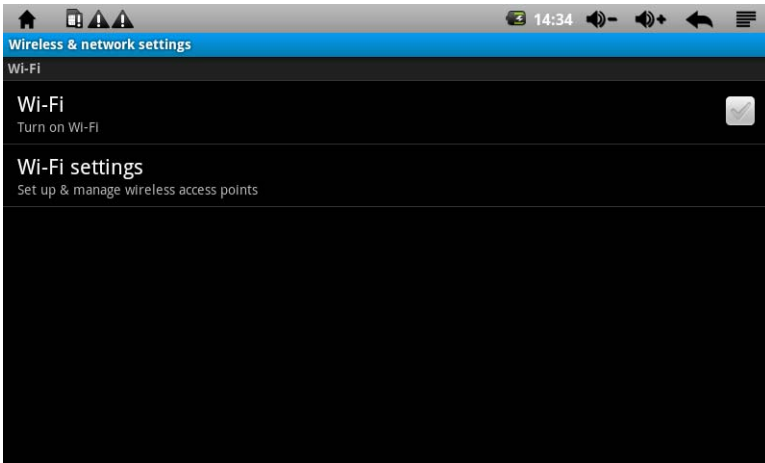 14:34
Wireless & network settings
Wi-Fi
Wi-Fi
Turn on Wi-Fi
Wi-Fi settings
Set up & manage wireless access points